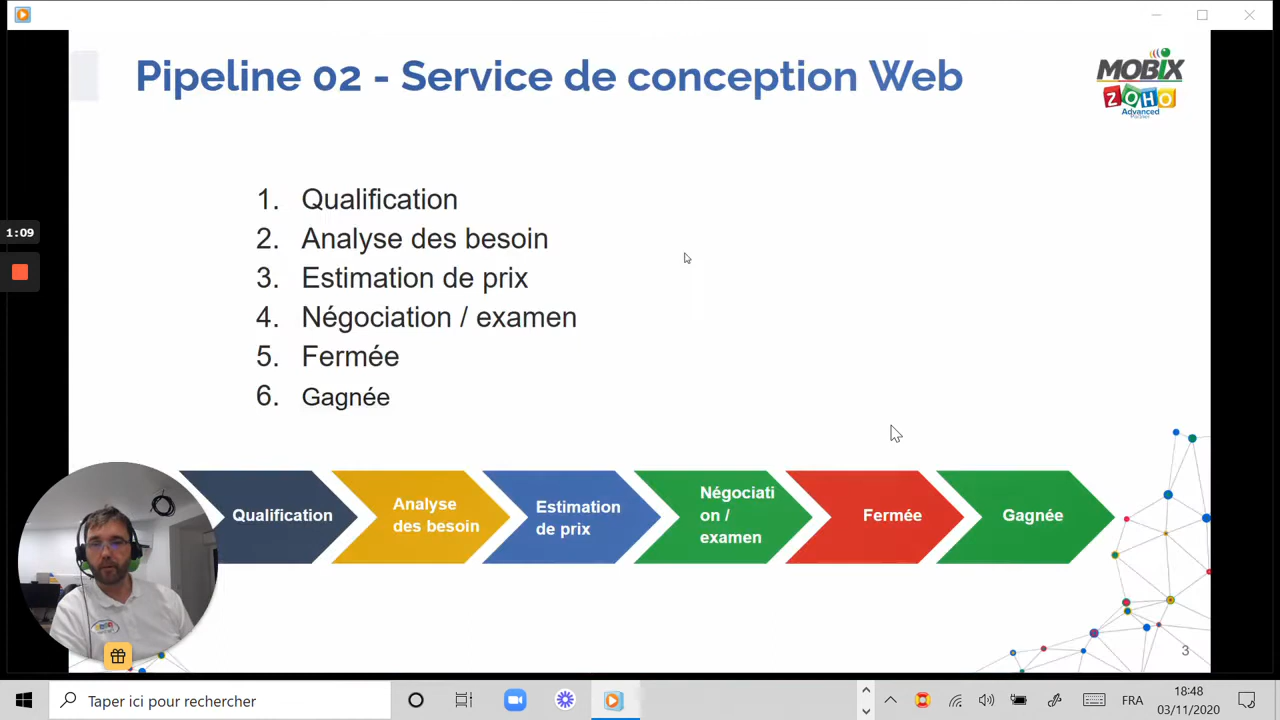 Pipeline 02 - Service de conception Web
MOBiX
ZOHO
Advanced
Partner
1. Qualification
2. Analyse des besoin
3. Estimation de prix
4. Négociation / examen
5. Fermée
6. Gagnée
1:09
Qualification
Analyse
des besoin
Estimation
de prix
Négociati
on /
examen
Fermée
Gagnée
3
Taper ici pour rechercher
FRA
18:48
03/11/2020